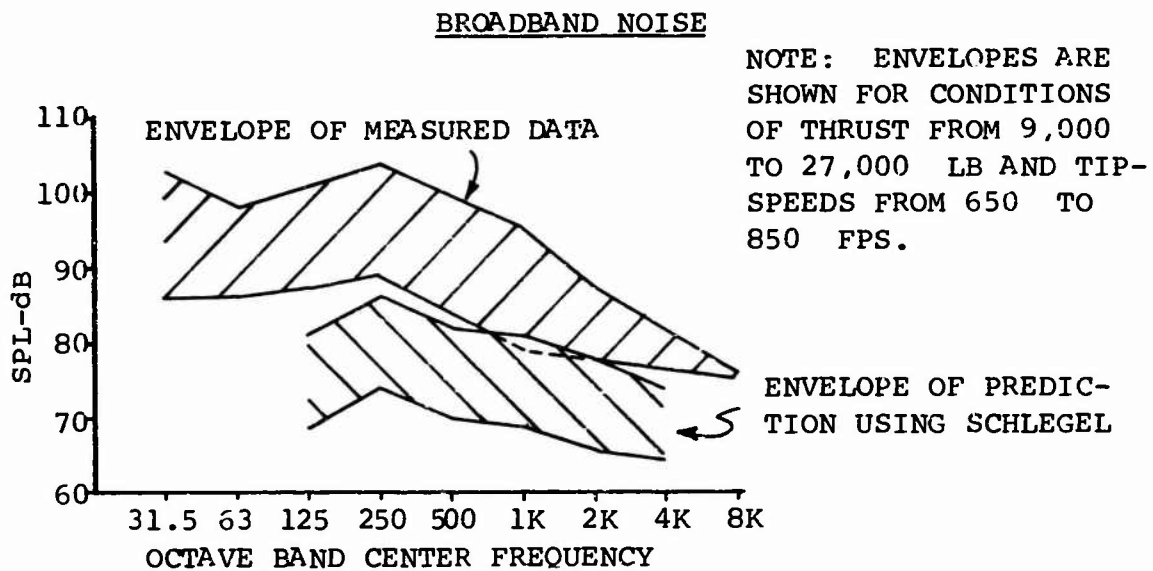 BROADBAND NOISE
NOTE: ENVELOPES ARE
SHOWN FOR CONDITIONS
OF THRUST FROM 9,000
TO 27,000 LB AND TIP-
SPEEDS FROM 650 TO
850 FPS.
ENVELOPE OF MEASURED DATA
110
100
90
80
70
60
SPL-dB
ENVELOPE OF PREDIC-
TION USING SCHLEGEL
31.5 63 125 250 500 1K 2K 4K 8K
OCTAVE BAND CENTER FREQUENCY